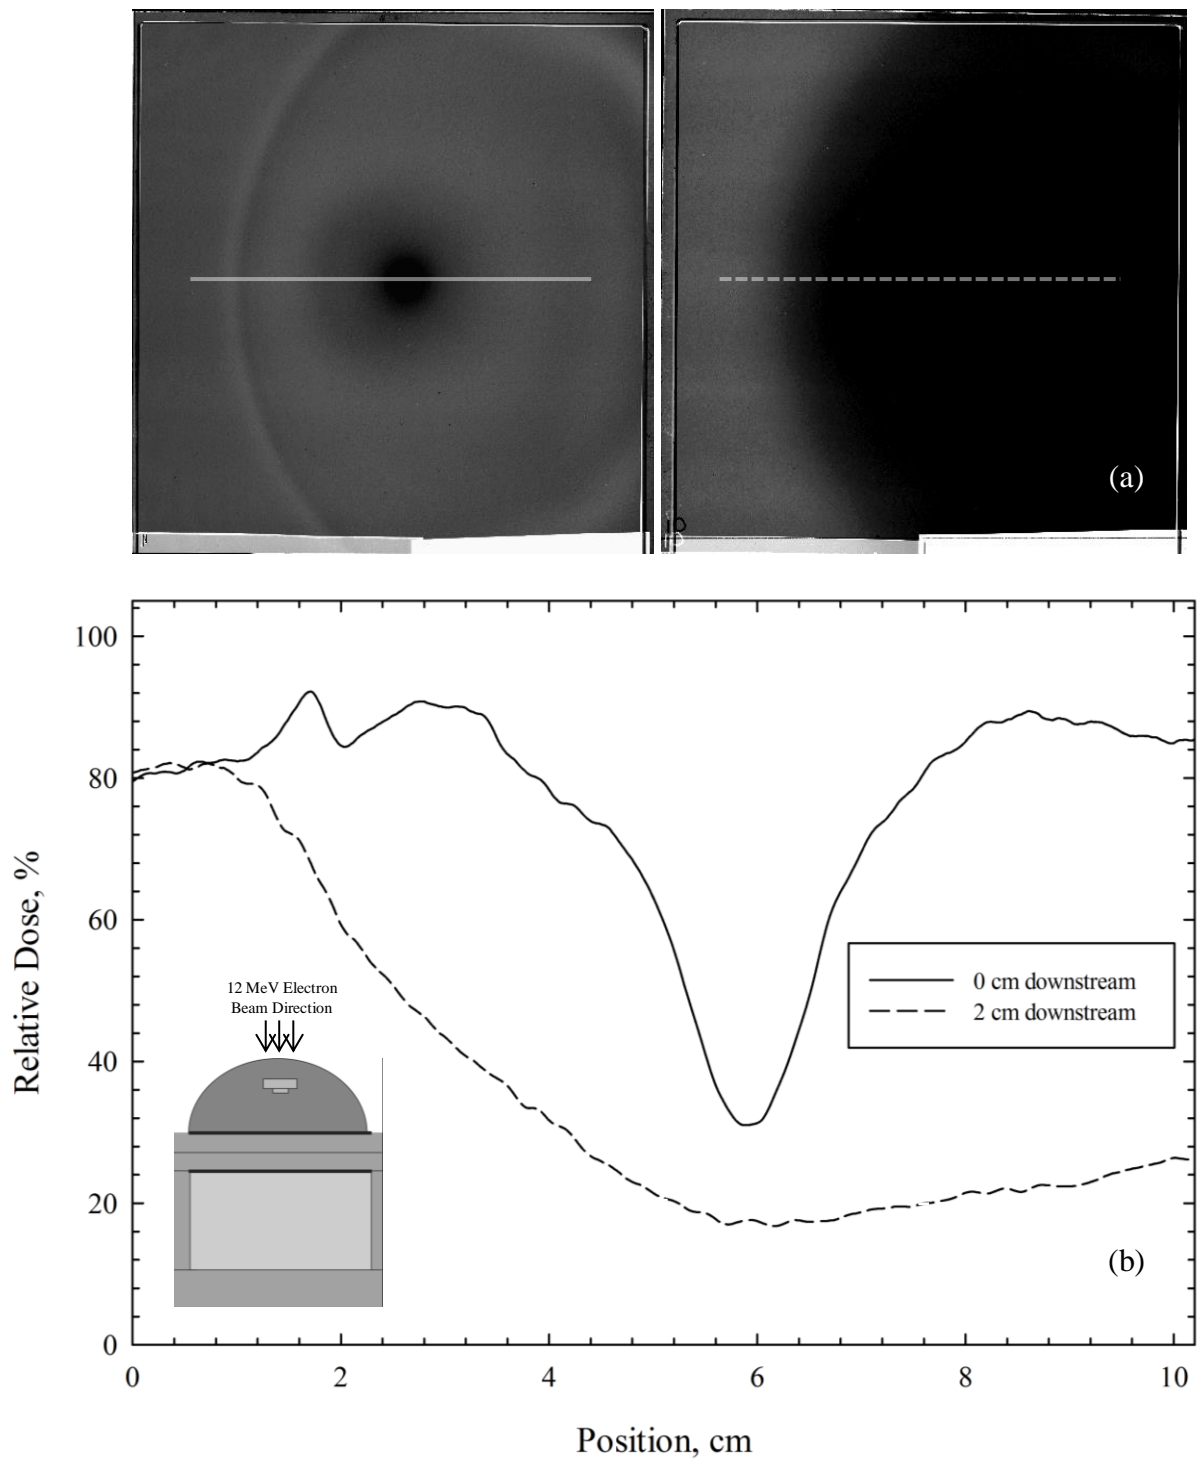 (a)
100
80
60
40
20
0
0 2 4 6 8 10
Relative Dose, %
Position, cm
12 MeV Electron
Beam Direction
0 cm downstream
2 cm downstream
(b)